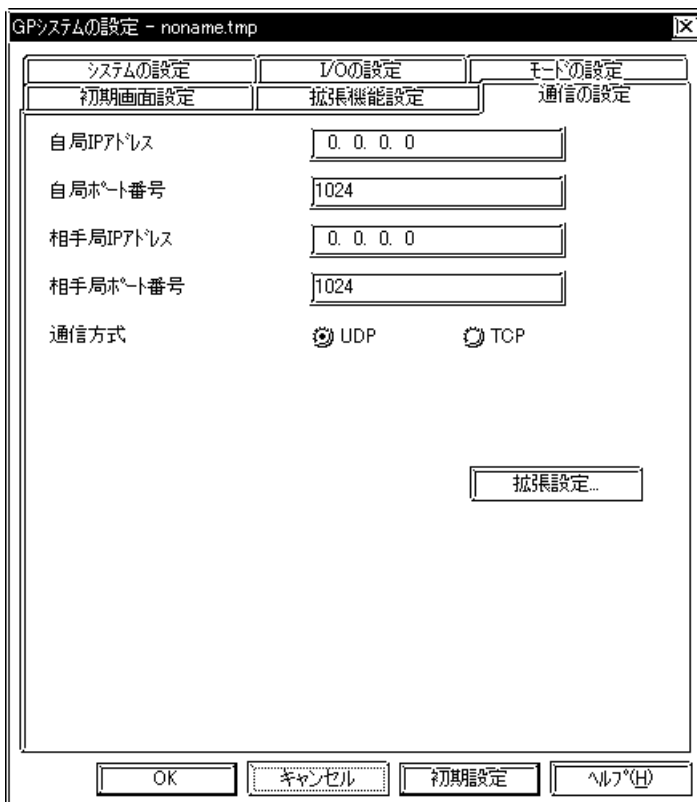 GPシステムの設定 - noname.tmp
システムの設定 I/Oの設定 モードの設定
初期画面設定 拡張機能設定 通信の設定
自局IPアドレス 0. 0. 0. 0
自局ポート番号 1024
相手局IPアドレス 0. 0. 0. 0
相手局ポート番号 1024
通信方式 UDP TCP
拡張設定...
OK キャンセル 初期設定 ヘルプ(H)